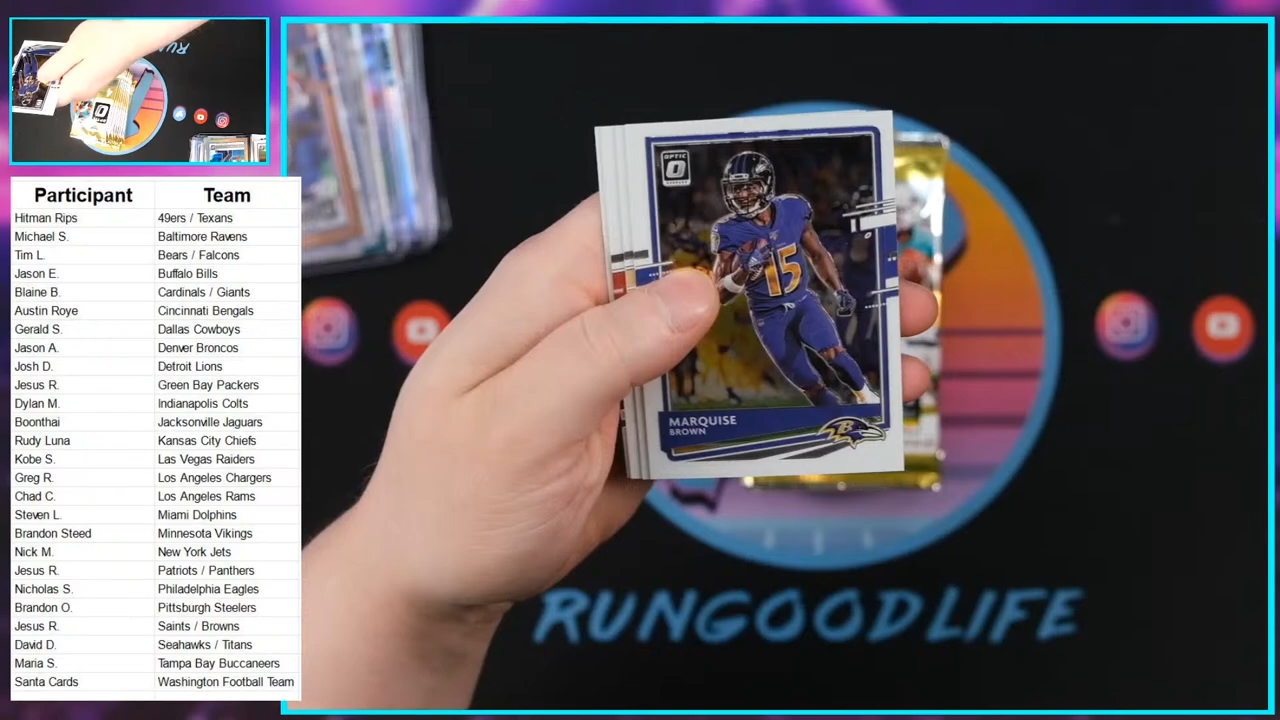 Participant Team
Hitman Rips 49ers / Texans
Michael S. Baltimore Ravens
Tim L. Bears / Falcons
Jason E. Buffalo Bills
Blaine B. Cardinals / Giants
Austin Roye Cincinnati Bengals
Gerald S. Dallas Cowboys
Jason A. Denver Broncos
Josh D. Detroit Lions
Jesus R. Green Bay Packers
Dylan M. Indianapolis Colts
Boonthai Jacksonville Jaguars
Rudy Luna Kansas City Chiefs
Kobe S. Las Vegas Raiders
Greg R. Los Angeles Chargers
Chad C. Los Angeles Rams
Steven L. Miami Dolphins
Brandon Steed Minnesota Vikings
Nick M. New York Jets
Jesus R. Patriots / Panthers
Nicholas S. Philadelphia Eagles
Brandon O. Pittsburgh Steelers
Jesus R. Saints / Browns
David D. Seahawks / Titans
Maria S. Tampa Bay Buccaneers
Santa Cards Washington Football Team
OPTIC
15
MARQUISE
BROWN
B
RUNGOODLIFE